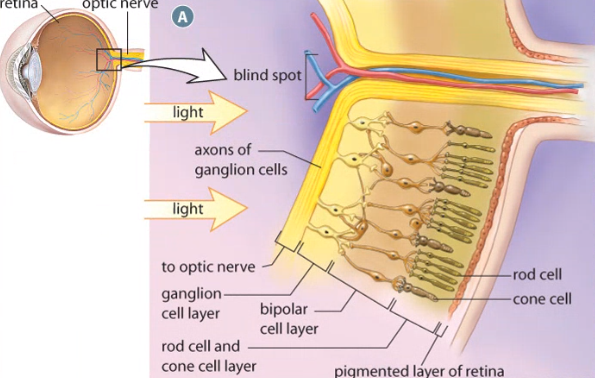 retina
optic nerve
A
blind spot
light
axons of
ganglion cells
light
to optic nerve
ganglion
cell layer
bipolar
cell layer
rod cell and
cone cell layer
rod cell
cone cell
pigmented layer of retina